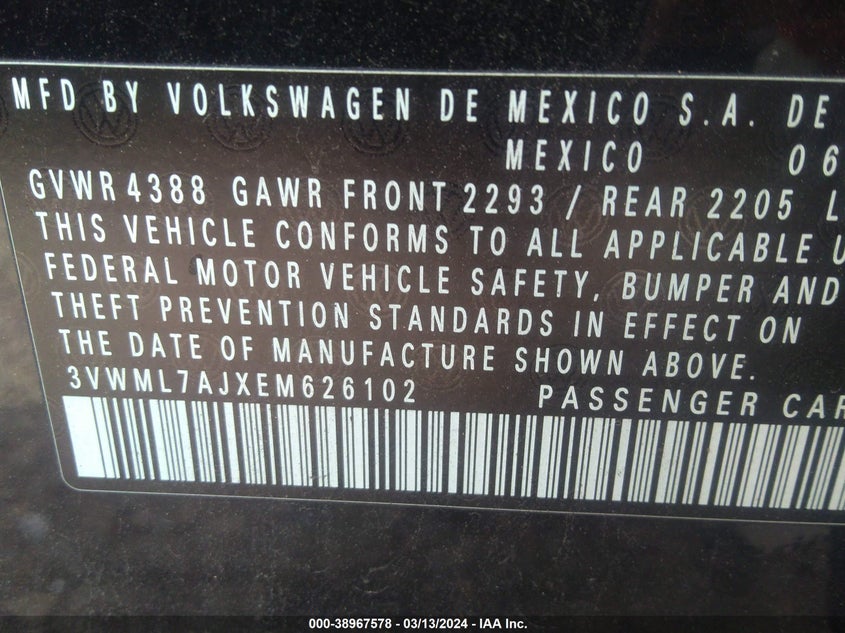 MFD BY VOLKSWAGEN DE MEXICO S.A. DE
MEXICO 06
GVWR 4388 GAWR FRONT 2293 / REAR 2205 L
THIS VEHICLE CONFORMS TO ALL APPLICABLE U
FEDERAL MOTOR VEHICLE SAFETY, BUMPER AND
THEFT PREVENTION STANDARDS IN EFFECT ON
THE DATE OF MANUFACTURE SHOWN ABOVE.
3VWML7AJXEM626102 PASSENGER CAR
000-38967578 - 03/13/2024 - IAA Inc.